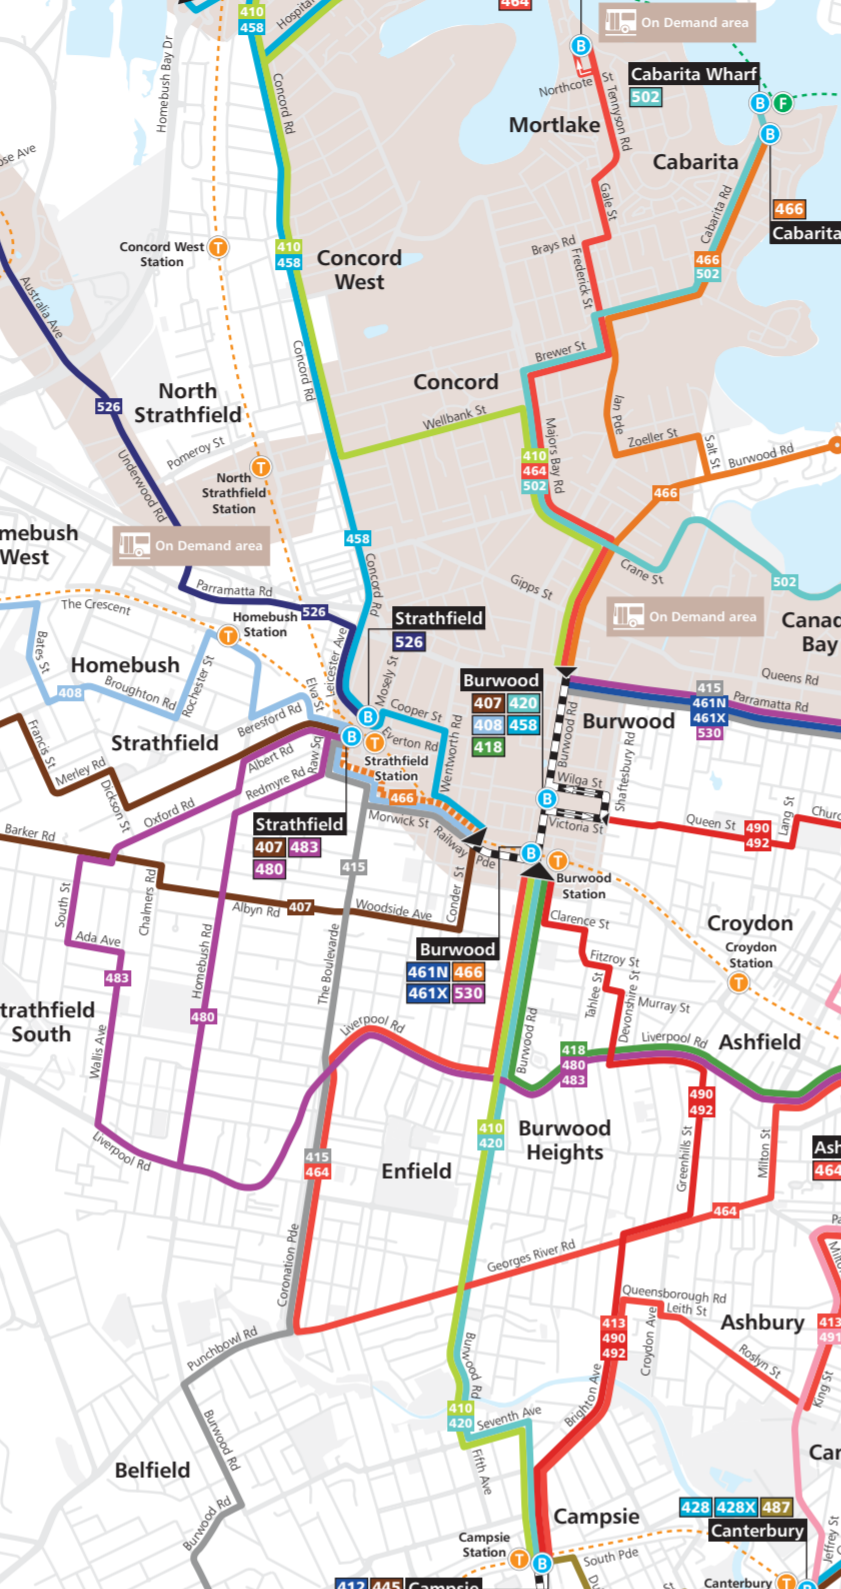 464
410
458
Hospital
On Demand area
Homebush Bay Dr
Concord Rd
Northcote St
Tennyson Rd
Cabarita Wharf
502
B
F
B
B
Mortlake
Cabarita
ose Ave
Gale St
Cabarita Rd
466
Cabarita
Concord West
Station
T
410
458
Concord
West
Brays Rd
Frederick St
466
502
Australia Ave
Concord Rd
Brewer St
North
Strathfield
526
Concord
Ian Pde
Wellbank St
Zoeller St
Salt St
Burwood Rd
Pomeroy St
Underwood Rd
T
North
Strathfield
Station
410
464
502
Majors Bay Rd
466
mebush
West
On Demand area
458
Concord Rd
Crane St
502
Gipps St
Parramatta Rd
The Crescent
526
Homebush
Station
T
Strathfield
526
On Demand area
Canad
Bay
Bates St
Homebush
Rochester St
Leicester Ave
Mosely St
408
Broughton Rd
Elva St
Burwood
407 420
408 458
418
415
461N
461X
530
Queens Rd
Parramatta Rd
Burwood Rd
Burwood
Francis St
Strathfield
Beresford Rd
B
B
T
Cooper St
Everton Rd
Wentworth Rd
Strathfield
Station
Shaftesbury Rd
Merley Rd
Dickson St
Albert Rd
Raw Sq
Redmyre Rd
Wilga St
B
466
Oxford Rd
Morwick St
Railway Pde
Victoria St
Queen St
490
492
Lang St
Churc
Barker Rd
Strathfield
407 483
480
415
B
T
Burwood
Station
South St
Chalmers Rd
Albyn Rd
407
Woodside Ave
Conder St
Clarence St
Croydon
Croydon
Station
T
Ada Ave
Homebush Rd
The Boulevarde
Burwood
461N 466
461X 530
Fitzroy St
Tahlee St
Devonshire St
Murray St
483
480
trathfield
South
Wallis Ave
Liverpool Rd
Burwood Rd
Liverpool Rd
Ashfield
418
480
483
490
492
Liverpool Rd
410
420
Burwood
Heights
Greenhills St
Milton St
Ash
464
415
464
Enfield
464
Coronation Pde
Georges River Rd
Queensborough Rd
Leith St
Ashbury
413
490
492
413
491
Croydon Ave
Roslyn St
King St
Punchbowl Rd
Burwood Rd
Brighton Ave
410
420
Seventh Ave
Fifth Ave
Burwood Rd
Belfield
Burwood Rd
Campsie
428 428X 487
Canterbury
Campsie
Station
T
B
South Pde
Jeffrey St
Canterbury
T
B
412 445 Campsie